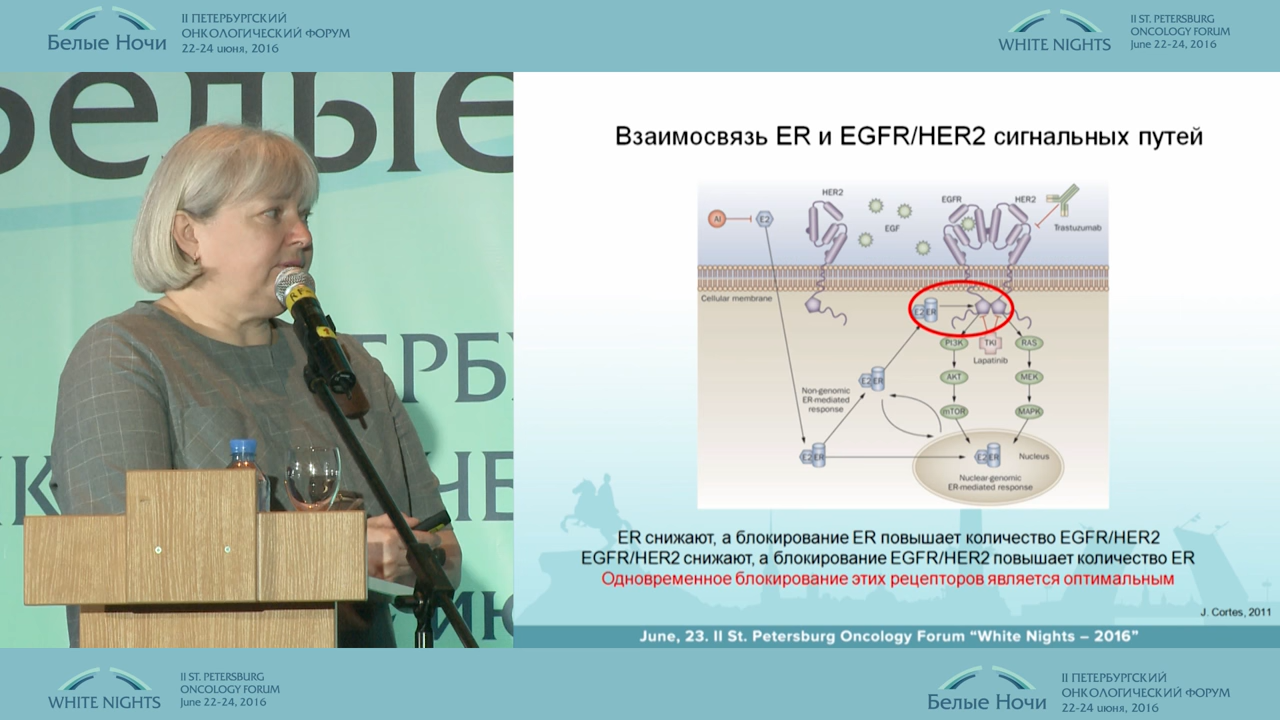 Белые Ночи
II ПЕТЕРБУРГСКИЙ
ОНКОЛОГИЧЕСКИЙ ФОРУМ
22-24 июня, 2016
WHITE NIGHTS
II ST. PETERSBURG
ONCOLOGY FORUM
June 22-24, 2016
Белые
Взаимосвязь ER и EGFR/HER2 сигнальных путей
HER2
EGFR
HER2
AI
E2
EGF
Trastuzumab
Cellular membrane
E2 ER
PI3K
TKI
RAS
Lapatinib
E2 ER
AKT
MEK
Non-genomic
ER-mediated
response
mTOR
MAPK
E2 ER
E2 ER
Nucleus
Nuclear-genomic
ER-mediated response
ER снижают, а блокирование ER повышает количество EGFR/HER2
EGFR/HER2 снижают, а блокирование EGFR/HER2 повышает количество ER
Одновременное блокирование этих рецепторов является оптимальным
J. Cortes, 2011
June, 23. II St. Petersburg Oncology Forum “White Nights – 2016”
WHITE NIGHTS
II ST. PETERSBURG
ONCOLOGY FORUM
June 22-24, 2016
Белые Ночи
II ПЕТЕРБУРГСКИЙ
ОНКОЛОГИЧЕСКИЙ ФОРУМ
22-24 июня, 2016